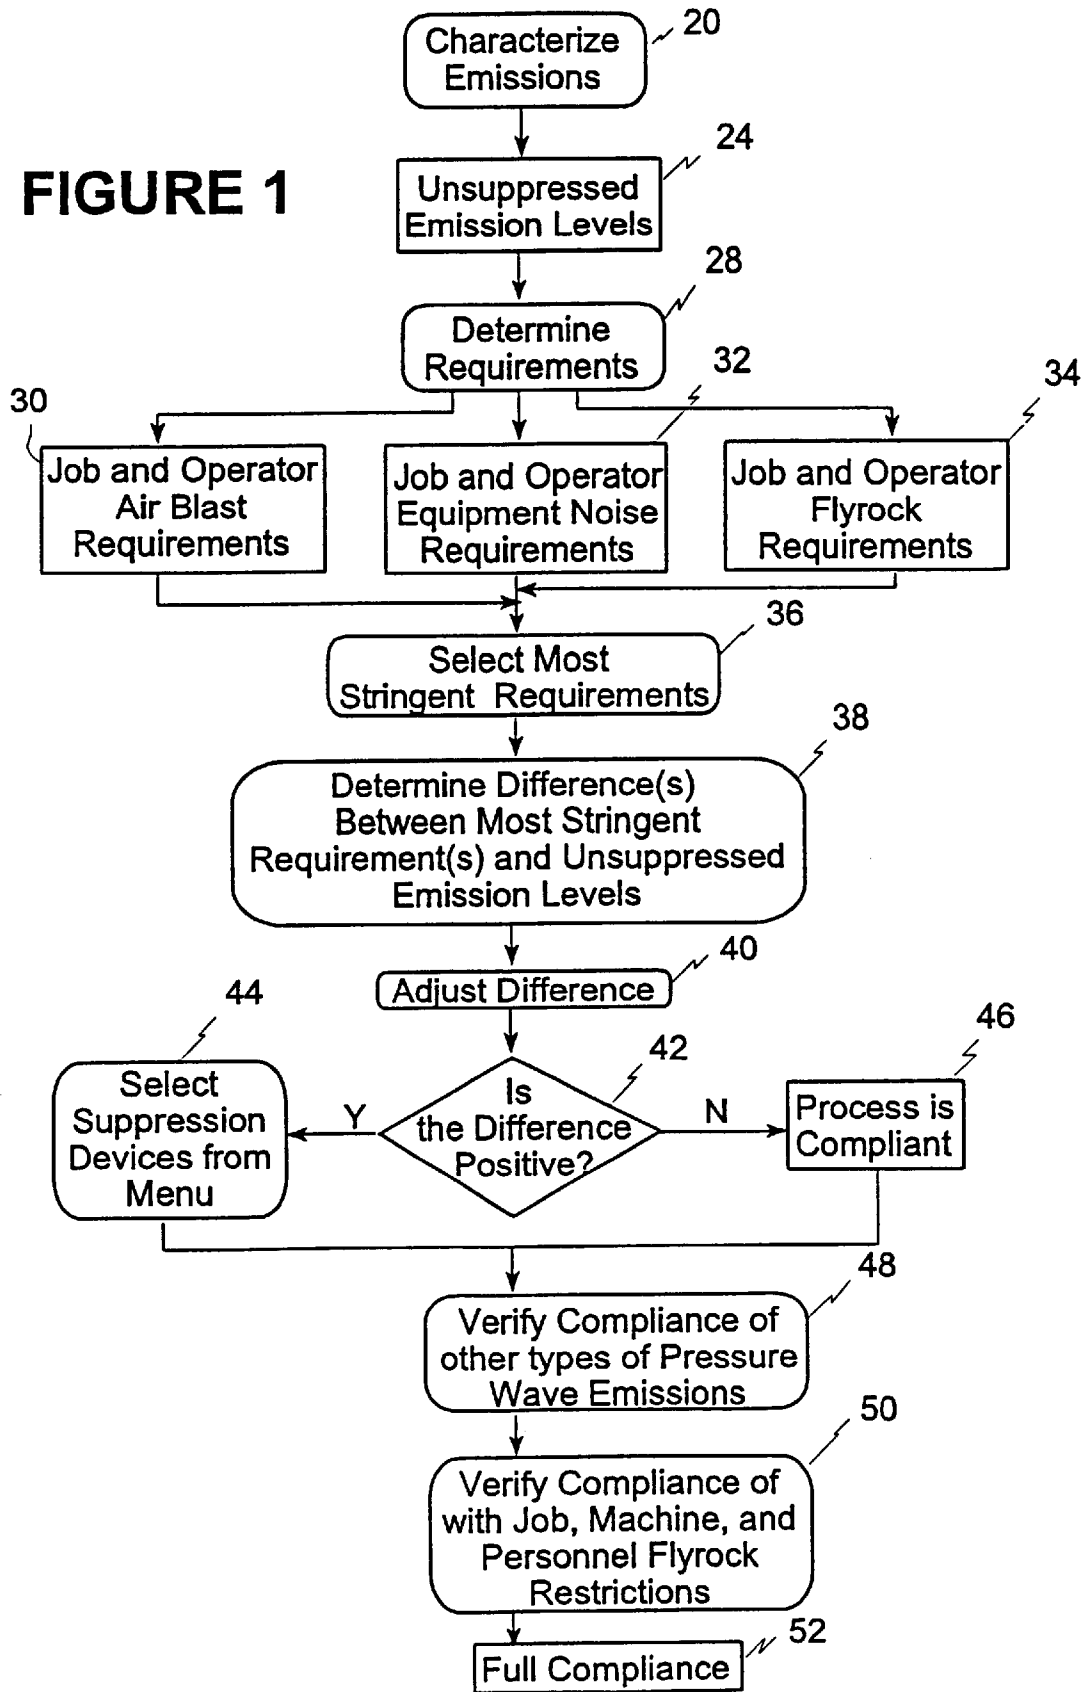 20
Characterize
Emissions
24
FIGURE 1
Unsuppressed
Emission Levels
28
Determine
Requirements
30
32
34
Job and Operator
Air Blast
Requirements
Job and Operator
Equipment Noise
Requirements
Job and Operator
Flyrock
Requirements
36
Select Most
Stringent Requirements
38
Determine Difference(s)
Between Most Stringent
Requirement(s) and Unsuppressed
Emission Levels
40
Adjust Difference
44
42
46
Select
Suppression
Devices from
Menu
Y
Is
the Difference
Positive?
N
Process is
Compliant
48
Verify Compliance of
other types of Pressure
Wave Emissions
50
Verify Compliance of
with Job, Machine, and
Personnel Flyrock
Restrictions
52
Full Compliance